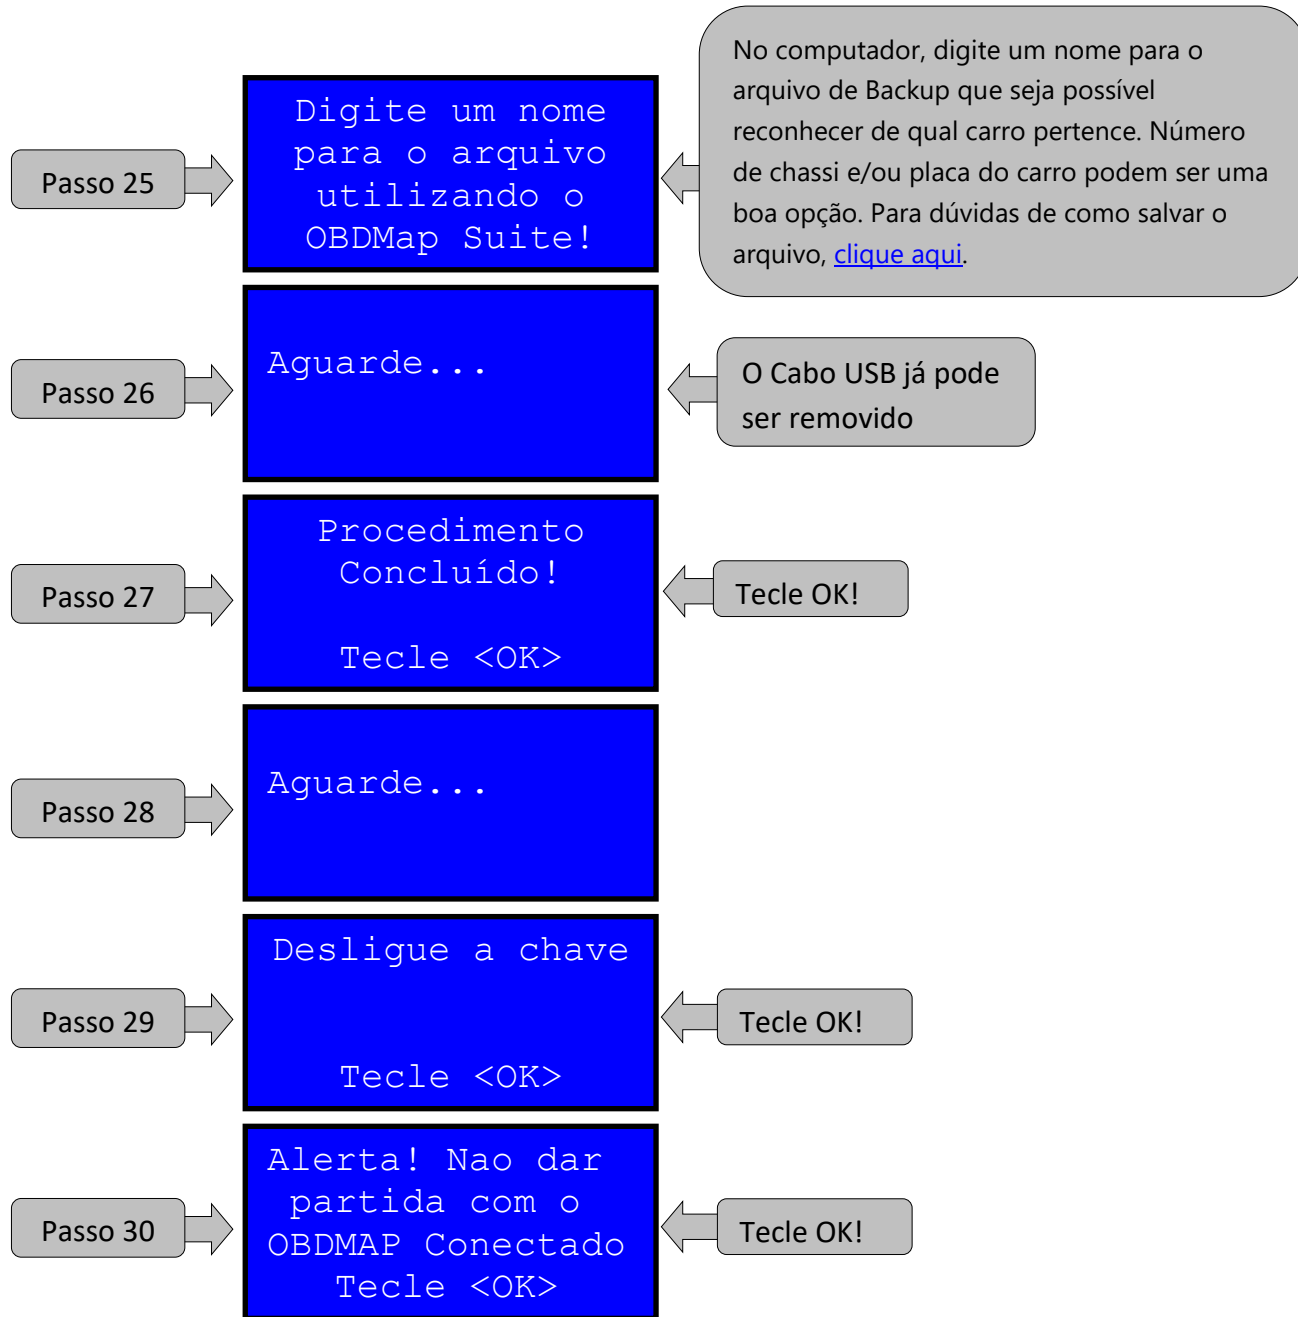 Passo 25
Digite um nome
para o arquivo
utilizando o
OBDMap Suite!
No computador, digite um nome para o
arquivo de Backup que seja possível
reconhecer de qual carro pertence. Número
de chassi e/ou placa do carro podem ser uma
boa opção. Para dúvidas de como salvar o
arquivo, clique aqui.
Passo 26
Aguarde...
O Cabo USB já pode
ser removido
Passo 27
Procedimento
Concluído!
Tecle <OK>
Tecle OK!
Passo 28
Aguarde...
Passo 29
Desligue a chave
Tecle <OK>
Tecle OK!
Passo 30
Alerta! Nao dar
partida com o
OBDMAP Conectado
Tecle <OK>
Tecle OK!